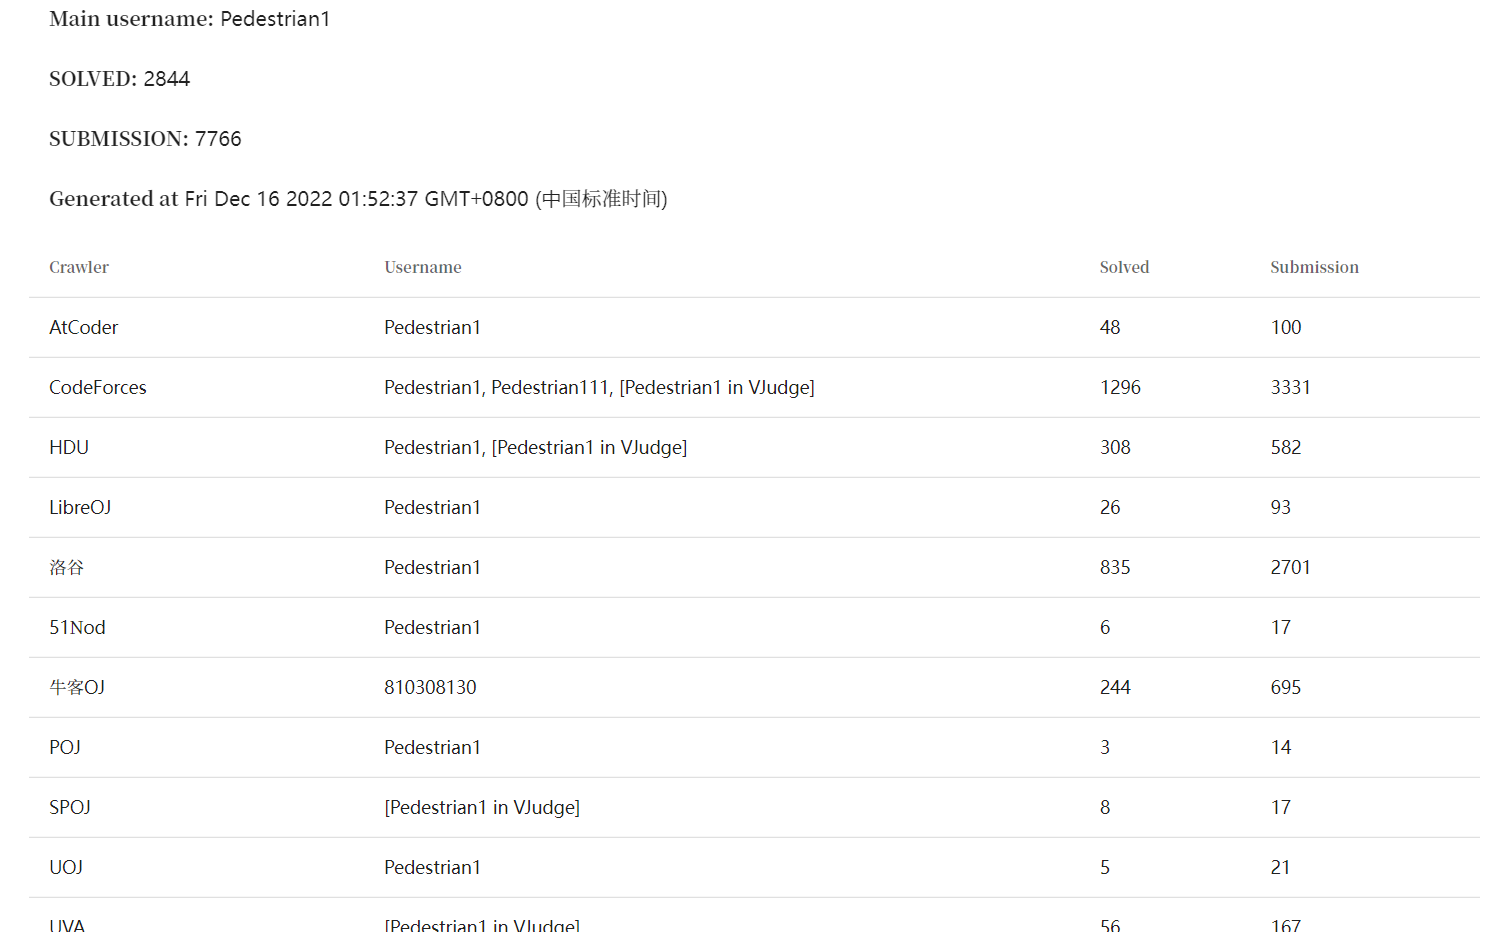 Main username: Pedestrian1
SOLVED: 2844
SUBMISSION: 7766
Generated at Fri Dec 16 2022 01:52:37 GMT+0800 (中国标准时间)
Crawler Username Solved Submission
AtCoder Pedestrian1 48 100
CodeForces Pedestrian1, Pedestrian111, [Pedestrian1 in VJudge] 1296 3331
HDU Pedestrian1, [Pedestrian1 in VJudge] 308 582
LibreOJ Pedestrian1 26 93
洛谷 Pedestrian1 835 2701
51Nod Pedestrian1 6 17
牛客OJ 810308130 244 695
POJ Pedestrian1 3 14
SPOJ [Pedestrian1 in VJudge] 8 17
UOJ Pedestrian1 5 21
UVA [Pedestrian1 in VJudge] 56 167